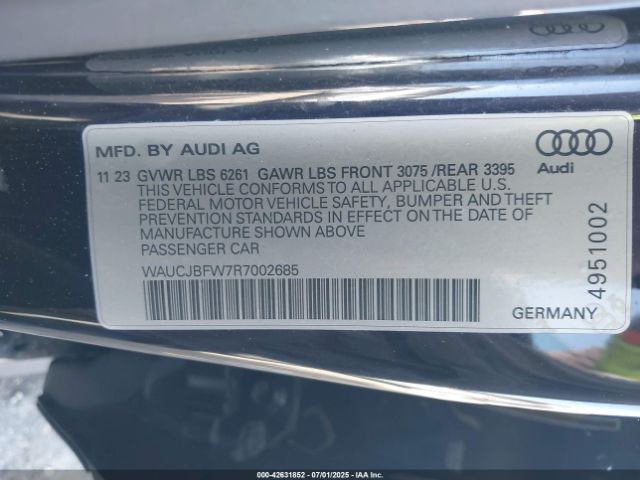 MFD. BY AUDI AG
Audi
11 23 GVWR LBS 6261 GAWR LBS FRONT 3075 /REAR 3395
THIS VEHICLE CONFORMS TO ALL APPLICABLE U.S.
FEDERAL MOTOR VEHICLE SAFETY, BUMPER AND THEFT
PREVENTION STANDARDS IN EFFECT ON THE DATE OF
MANUFACTURE SHOWN ABOVE
PASSENGER CAR
WAUCJBFW7R7002685
GERMANY
4951002
000-42631852 | 07/01/2025 | IAA, Inc.